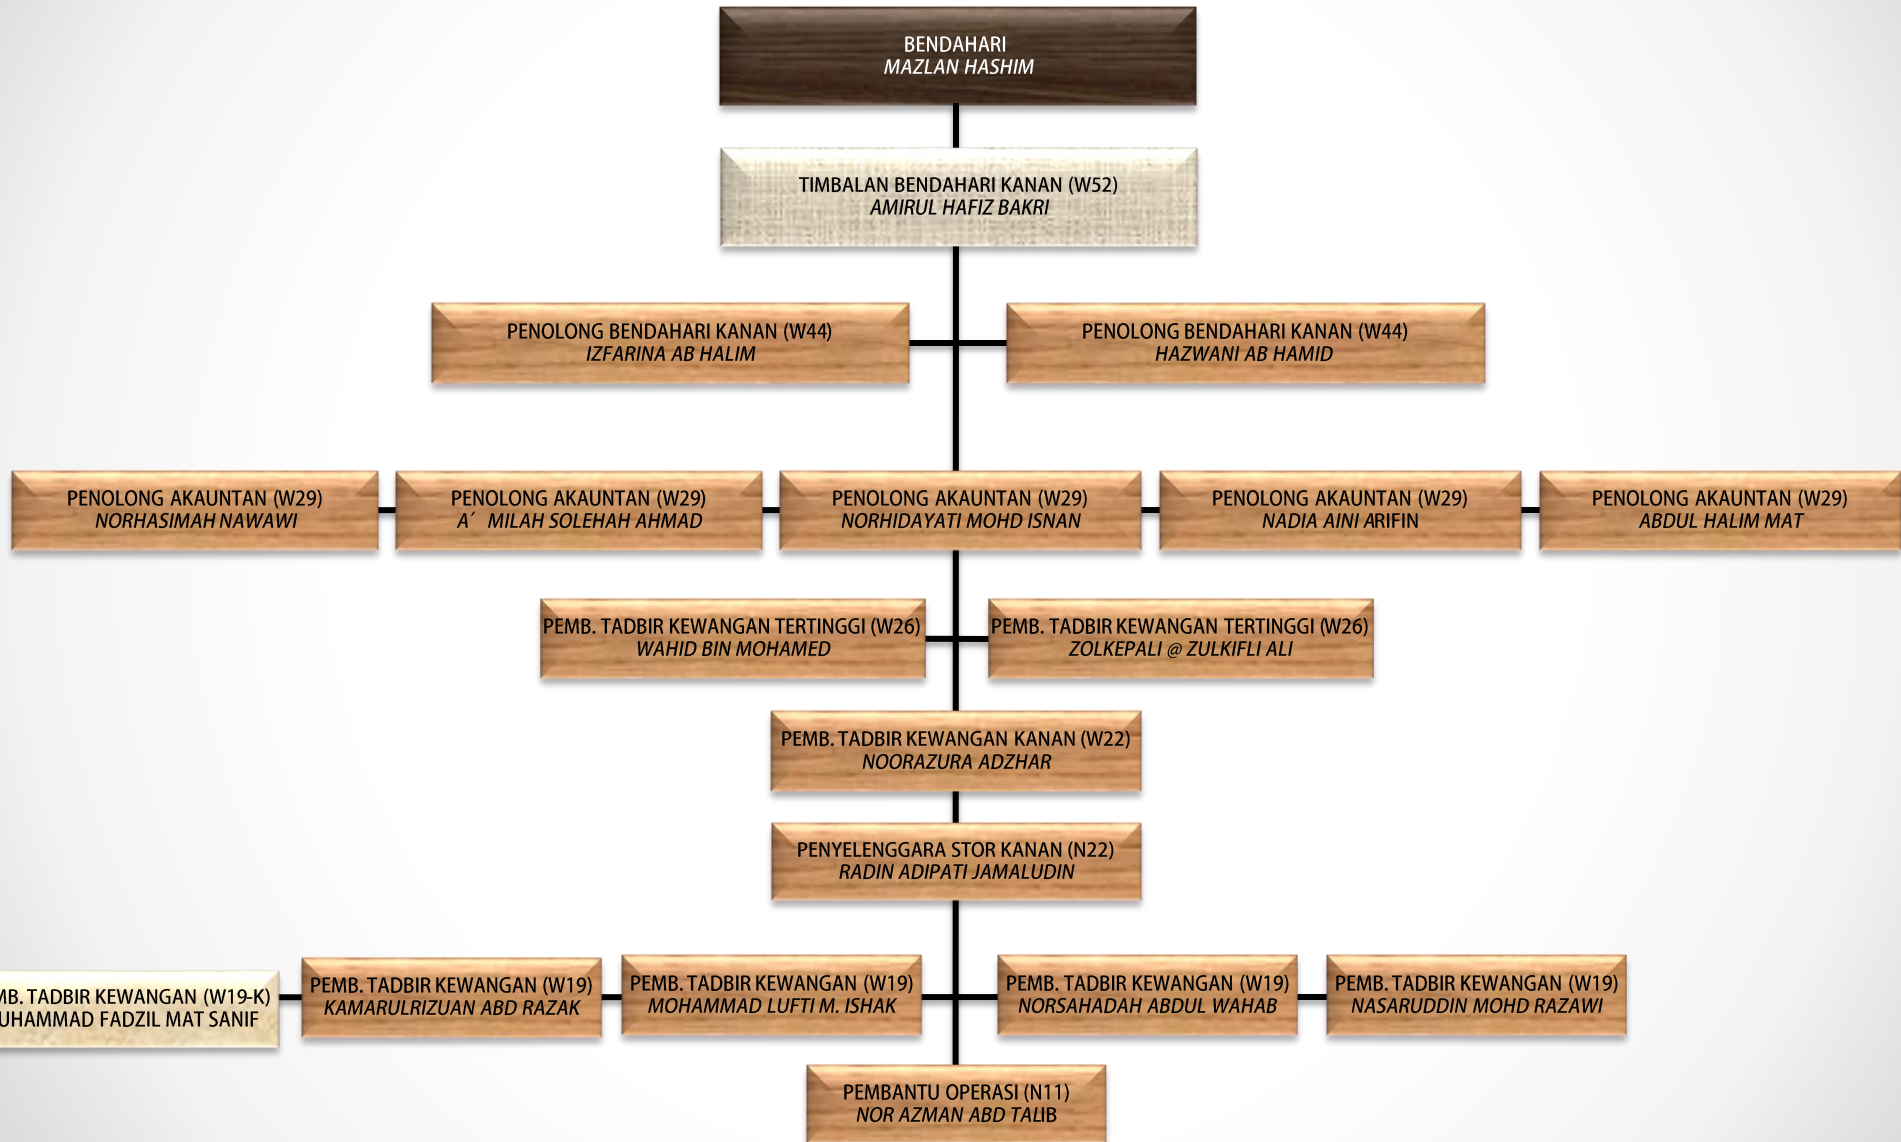 BENDAHARI
MAZLAN HASHIM
TIMBALAN BENDAHARI KANAN (W52)
AMIRUL HAFIZ BAKRI
PENOLONG BENDAHARI KANAN (W44)
IZFARINA AB HALIM
PENOLONG BENDAHARI KANAN (W44)
HAZWANI AB HAMID
PENOLONG AKAUNTAN (W29)
NORHASIMAH NAWAWI
PENOLONG AKAUNTAN (W29)
A´ MILAH SOLEHAH AHMAD
PENOLONG AKAUNTAN (W29)
NORHIDAYATI MOHD ISNAN
PENOLONG AKAUNTAN (W29)
NADIA AINI ARIFIN
PENOLONG AKAUNTAN (W29)
ABDUL HALIM MAT
PEMB. TADBIR KEWANGAN TERTINGGI (W26)
WAHID BIN MOHAMED
PEMB. TADBIR KEWANGAN TERTINGGI (W26)
ZOLKEPALI @ ZULKIFLI ALI
PEMB. TADBIR KEWANGAN KANAN (W22)
NOORAZURA ADZHAR
PENYELENGGARA STOR KANAN (N22)
RADIN ADIPATI JAMALUDIN
MB. TADBIR KEWANGAN (W19-K)
UHAMMAD FADZIL MAT SANIF
PEMB. TADBIR KEWANGAN (W19)
KAMARULRIZUAN ABD RAZAK
PEMB. TADBIR KEWANGAN (W19)
MOHAMMAD LUFTI M. ISHAK
PEMB. TADBIR KEWANGAN (W19)
NORSAHADAH ABDUL WAHAB
PEMB. TADBIR KEWANGAN (W19)
NASARUDDIN MOHD RAZAWI
PEMBANTU OPERASI (N11)
NOR AZMAN ABD TALIB